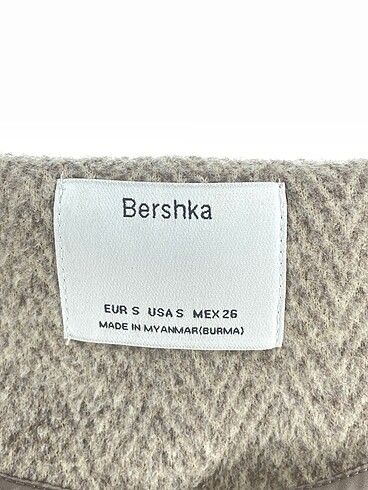 Bershka
EUR S USA S MEX 26
MADE IN MYANMAR(BURMA)